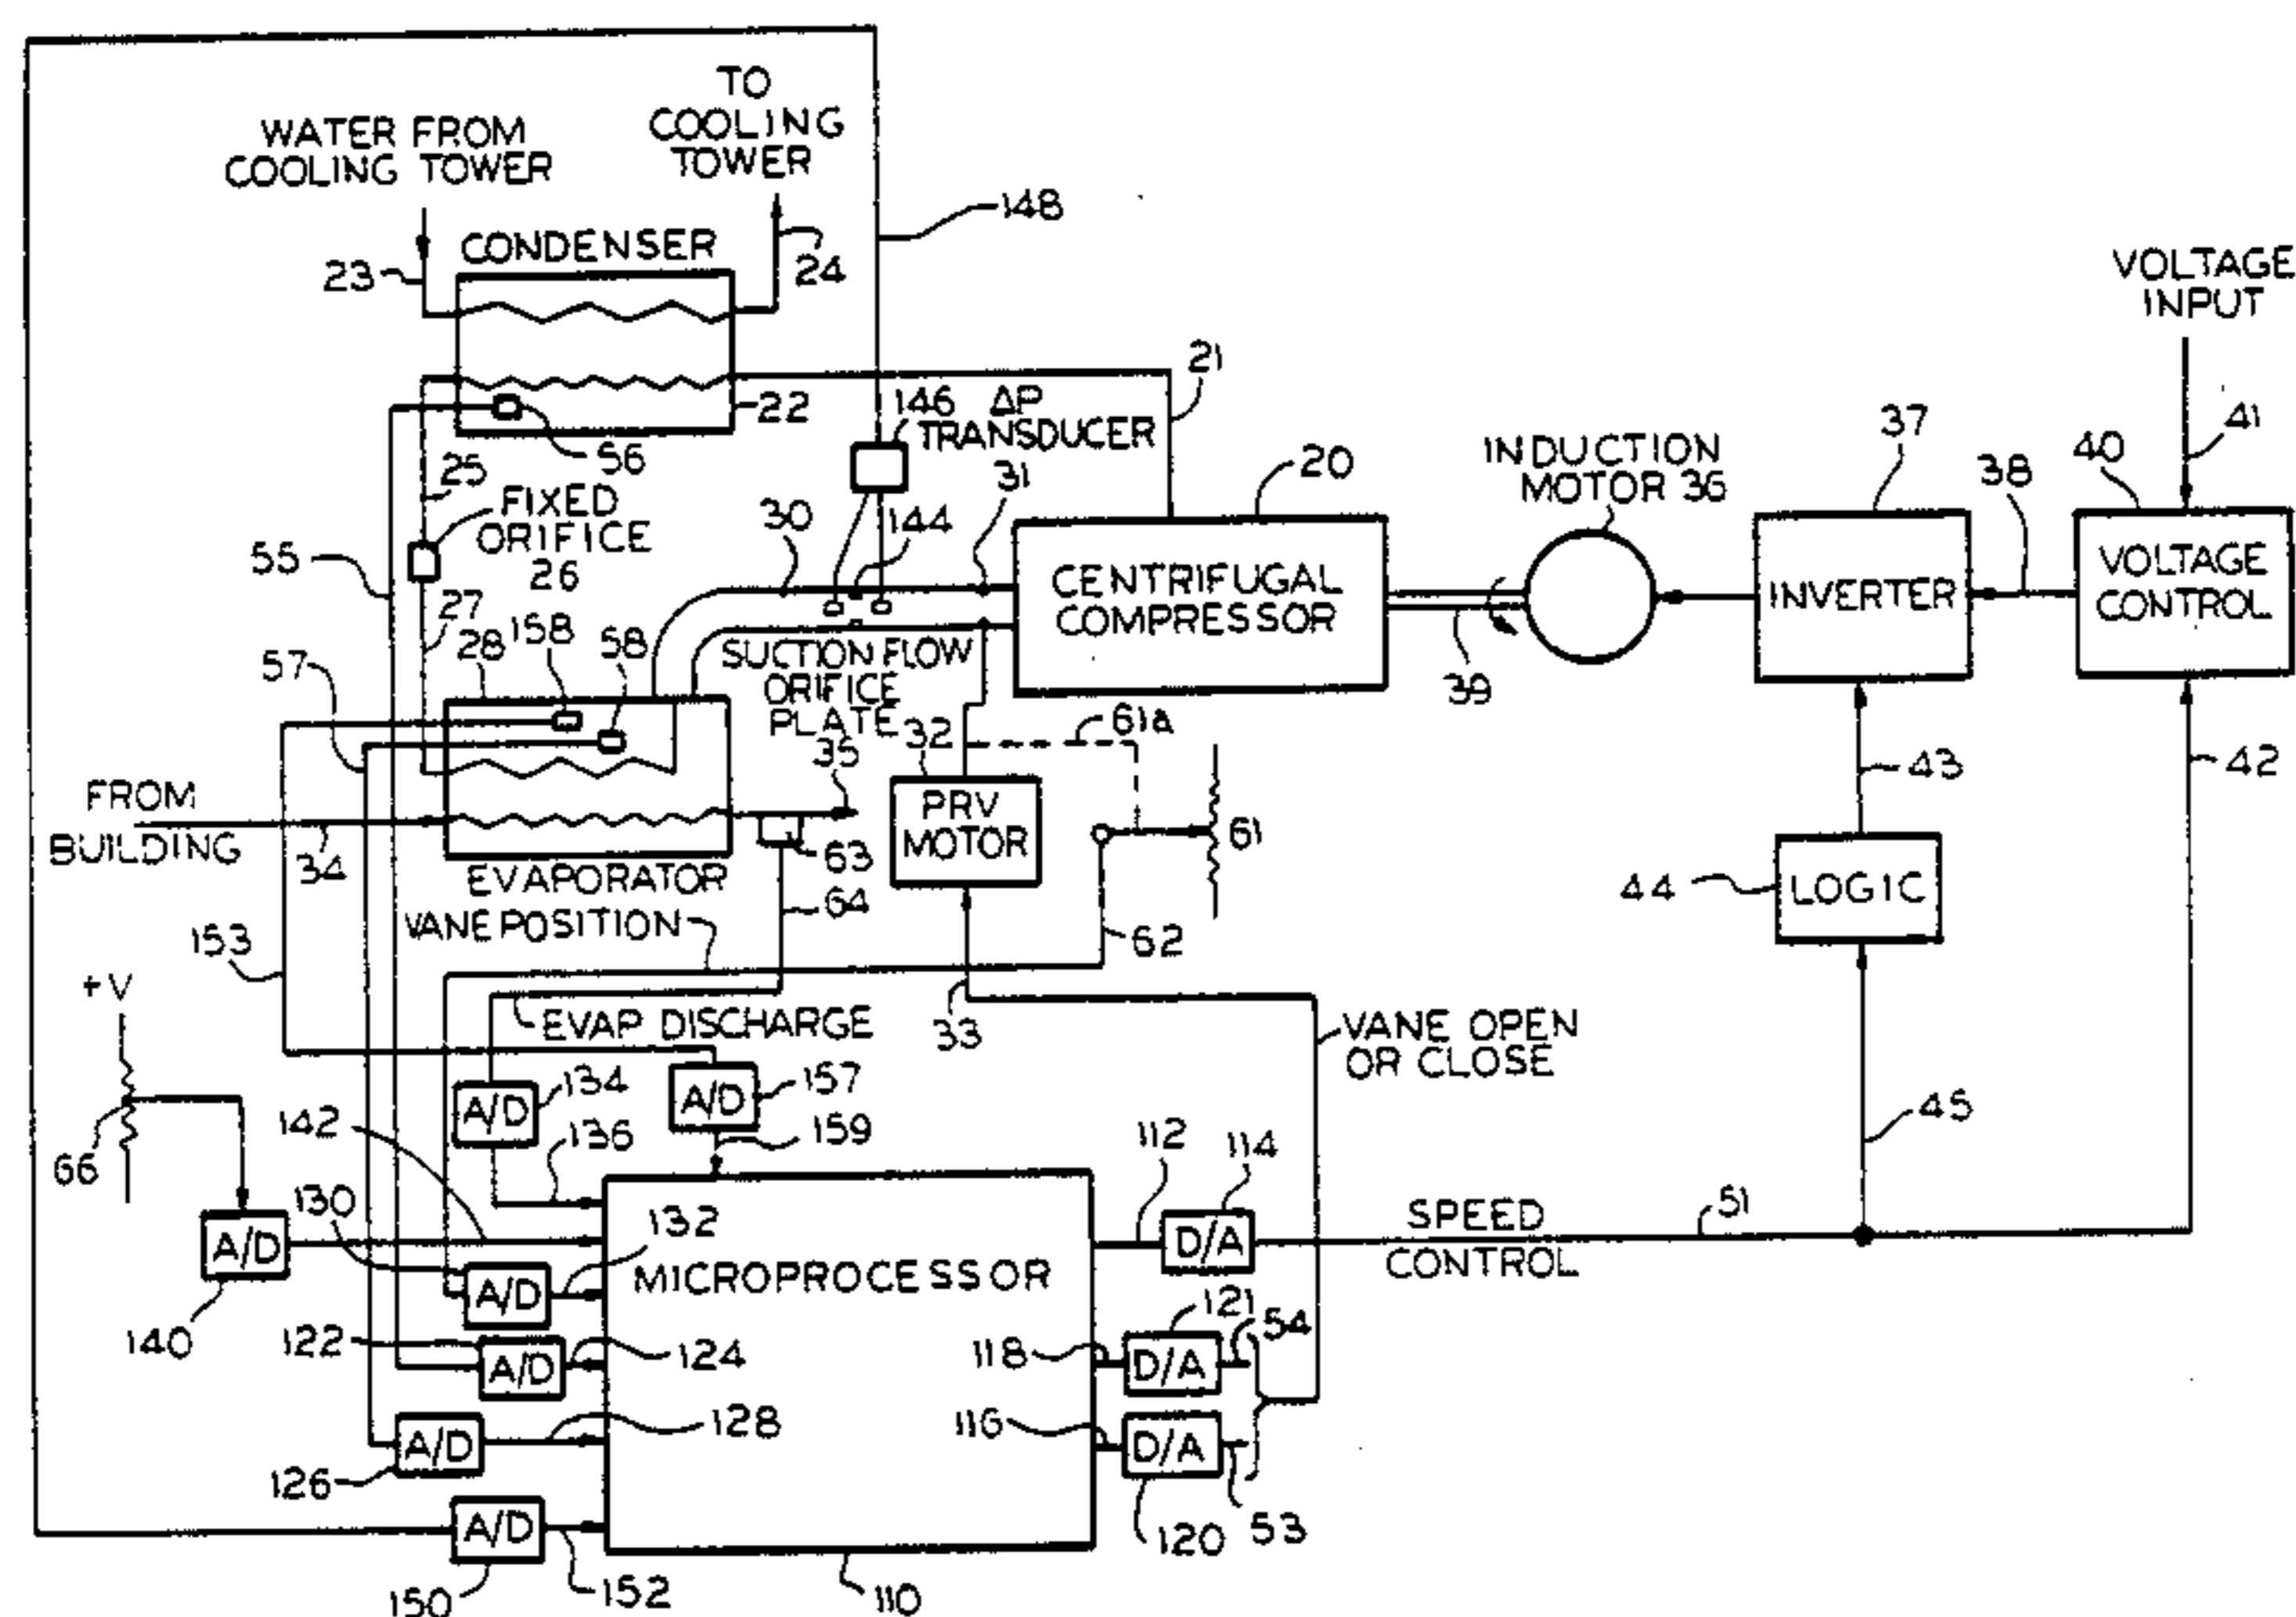 TO
COOLING
TOWER
WATER FROM
COOLING TOWER
148
CONDENSER
23
24
VOLTAGE
INPUT
21
22
146
ΔP
TRANSDUCER
56
25
37
41
40
INDUCTION
MOTOR 36
20
31
38
FIXED
ORIFICE
26
30
144
55
CENTRIFUGAL
COMPRESSOR
INVERTER
VOLTAGE
CONTROL
27
158
28
58
57
39
SUCTION FLOW
ORIFICE
PLATE
32
61a
35
43
42
FROM
BUILDING
34
PRV
MOTOR
61
63
EVAPORATOR
64
44
LOGIC
VANE POSITION
62
153
+V
EVAP DISCHARGE
33
VANE OPEN
OR CLOSE
A/D
134
A/D
157
142
136
159
45
66
112
114
130
132
A/D
D/A
SPEED
CONTROL
51
MICROPROCESSOR
A/D
140
122
A/D
124
121
54
118
D/A
128
116
D/A
A/D
126
120
53
A/D
150
152
110